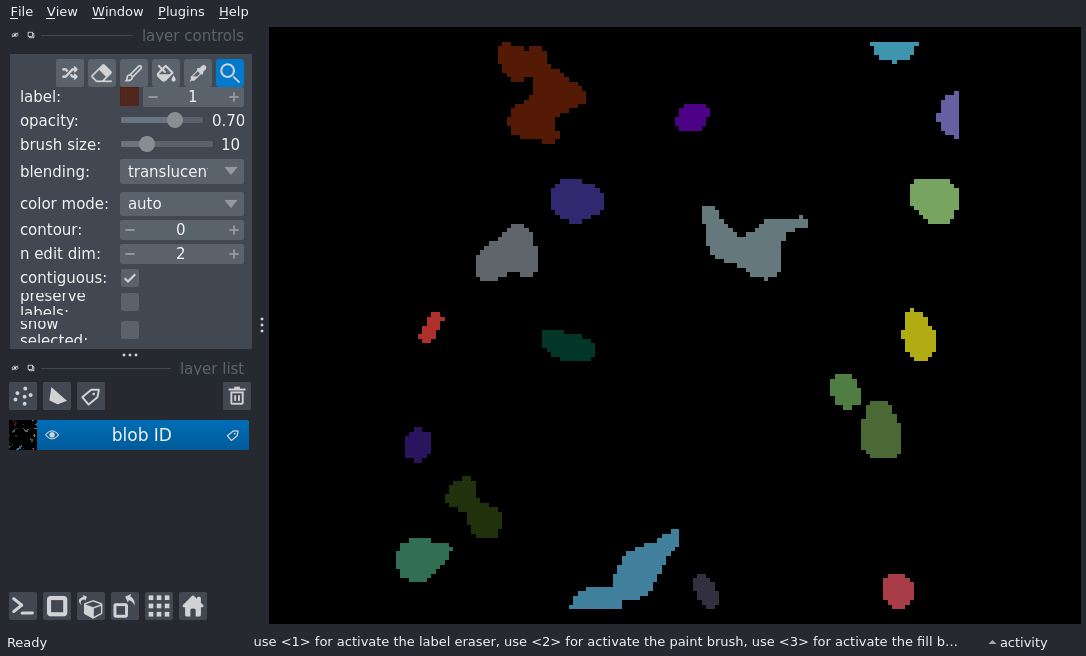 File View Window Plugins Help
layer controls
label: 1
opacity: 0.70
brush size: 10
blending: translucen
color mode: auto
contour: 0
n edit dim: 2
contiguous:
preserve
labels:
show
selected:
layer list
blob ID
Ready use <1> for activate the label eraser, use <2> for activate the paint brush, use <3> for activate the fill b... activity